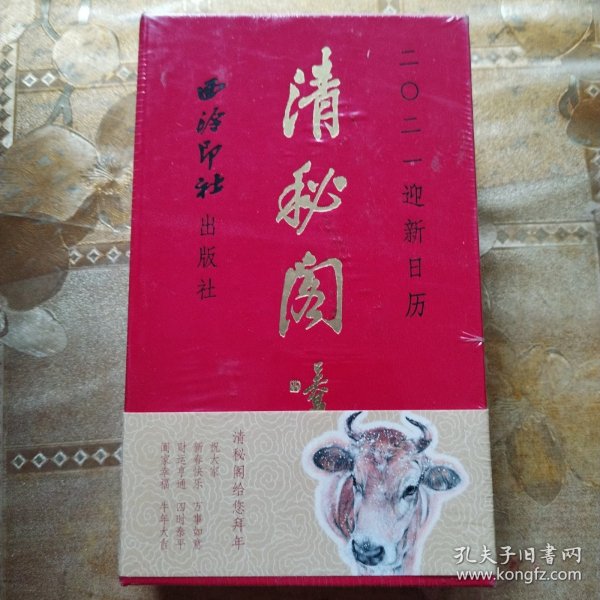 二〇二一迎新日历
清秘阁
西泠印社
出版社
清秘阁给您拜年
祝大家
新春快乐 万事如意
财运亨通 四时泰平
阖家幸福 牛年大吉
孔夫子旧书网
www.kongfz.com